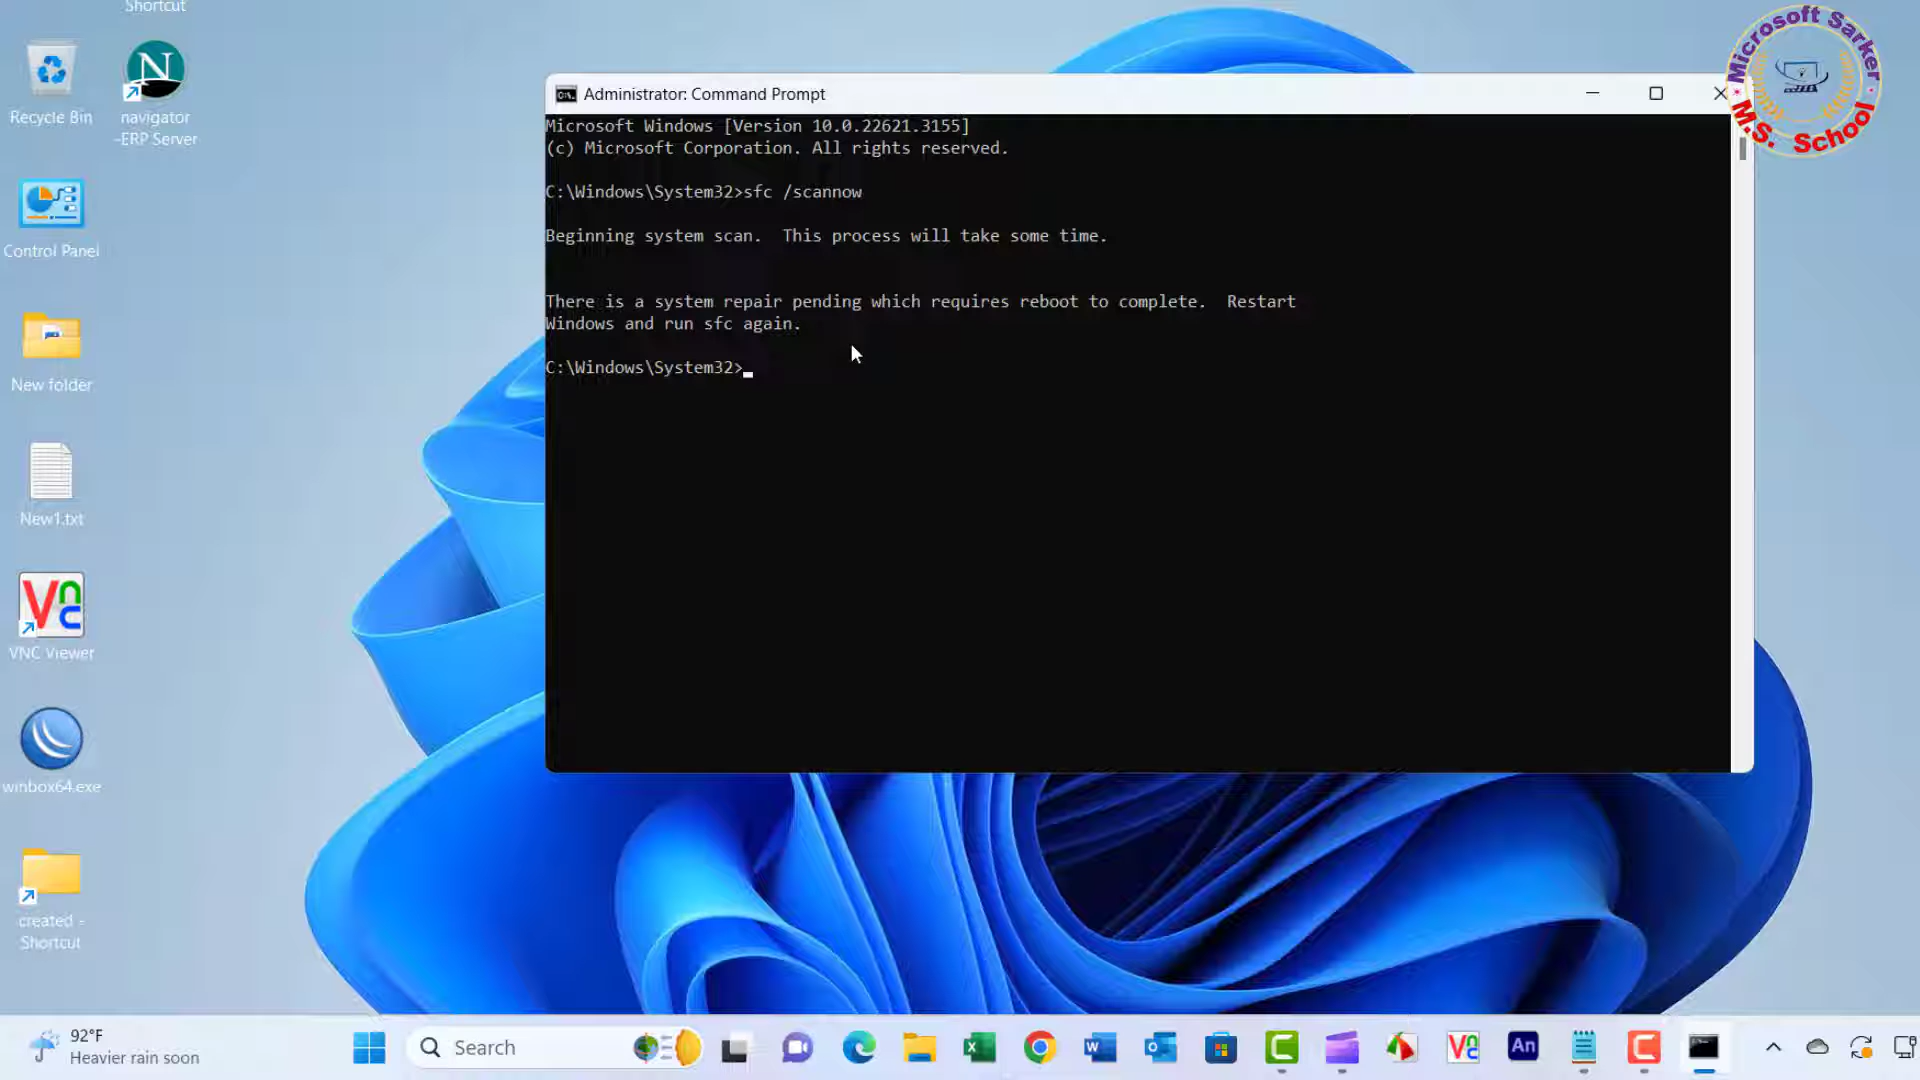 Shortcut
Recycle Bin
navigator
-ERP Server
Control Panel
New folder
New1.txt
VNC Viewer
winbox64.exe
created -
Shortcut
Administrator: Command Prompt
Microsoft Windows [Version 10.0.22621.3155]
(c) Microsoft Corporation. All rights reserved.
C:\Windows\System32>sfc /scannow
Beginning system scan.  This process will take some time.
There is a system repair pending which requires reboot to complete.  Restart
Windows and run sfc again.
C:\Windows\System32>
Microsoft Sarker
M.S. School
92°F
Heavier rain soon
Search
An